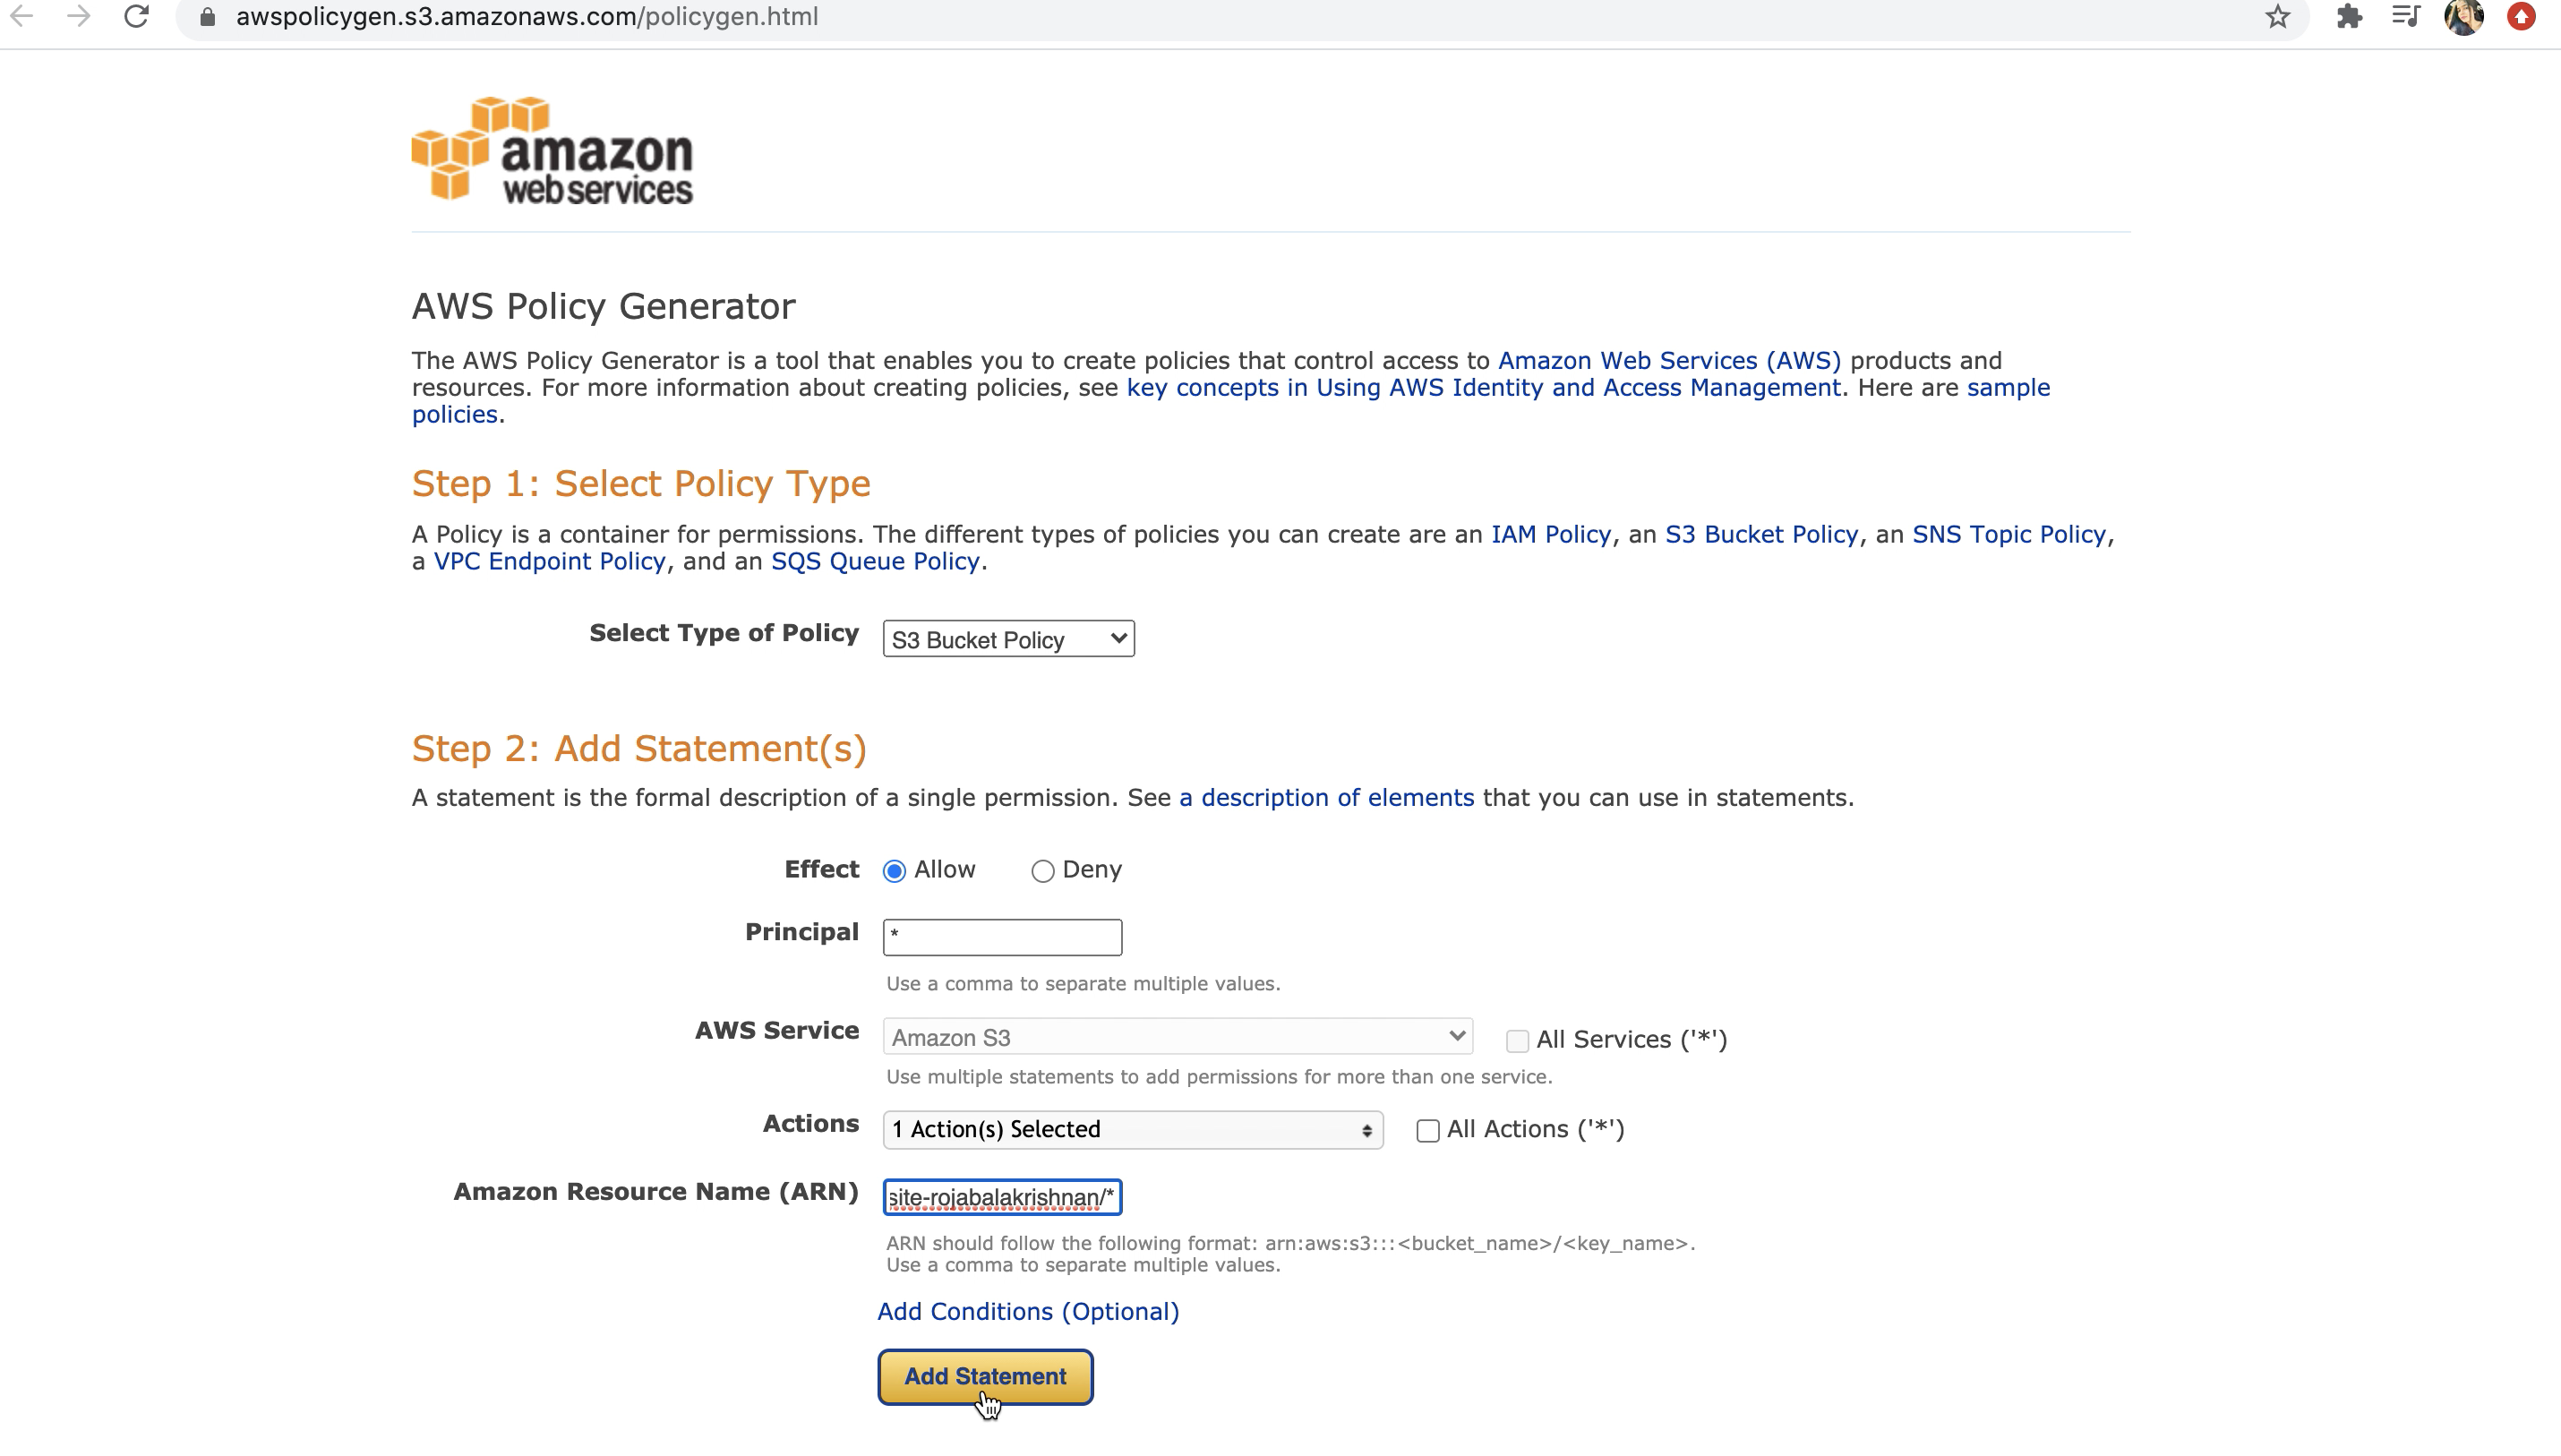 awspolicygen.s3.amazonaws.com/policygen.html
amazon
webservices
AWS Policy Generator
The AWS Policy Generator is a tool that enables you to create policies that control access to Amazon Web Services (AWS) products and
resources. For more information about creating policies, see key concepts in Using AWS Identity and Access Management. Here are sample
policies.
Step 1: Select Policy Type
A Policy is a container for permissions. The different types of policies you can create are an IAM Policy, an S3 Bucket Policy, an SNS Topic Policy,
a VPC Endpoint Policy, and an SQS Queue Policy.
Select Type of Policy S3 Bucket Policy
Step 2: Add Statement(s)
A statement is the formal description of a single permission. See a description of elements that you can use in statements.
Effect Allow Deny
Principal *
Use a comma to separate multiple values.
AWS Service Amazon S3 All Services ('*')
Use multiple statements to add permissions for more than one service.
Actions 1 Action(s) Selected All Actions ('*')
Amazon Resource Name (ARN) site-rojabalakrishnan/*
ARN should follow the following format: arn:aws:s3:::<bucket_name>/<key_name>.
Use a comma to separate multiple values.
Add Conditions (Optional)
Add Statement